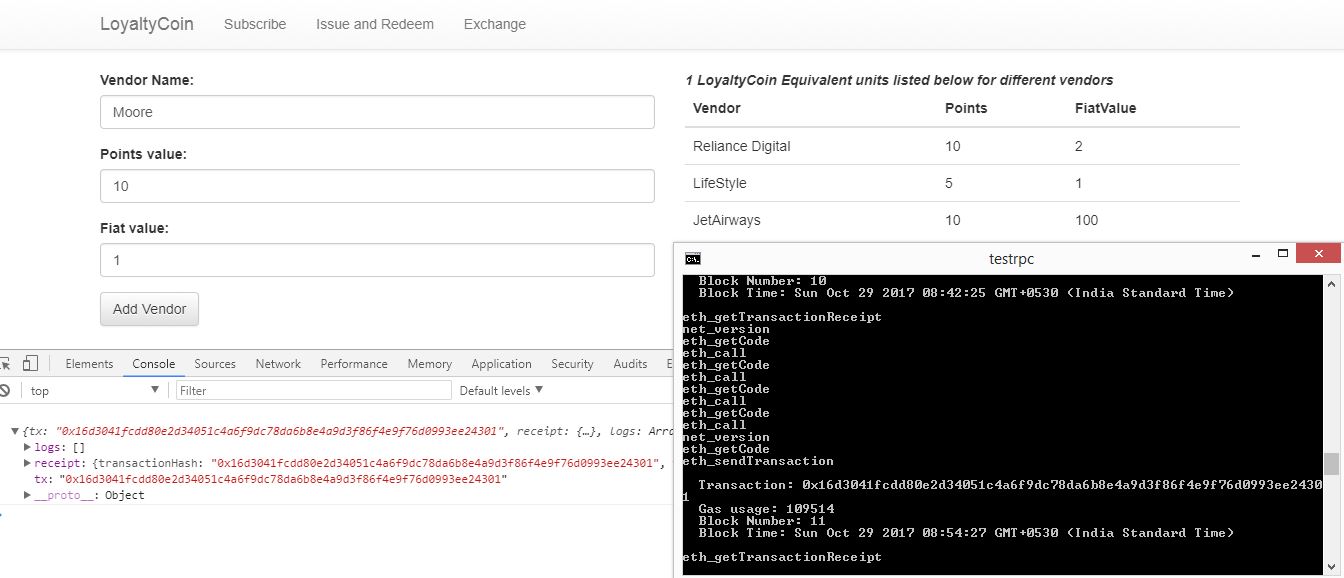 LoyaltyCoin Subscribe Issue and Redeem Exchange
Vendor Name:
Moore
Points value:
10
Fiat value:
1
Add Vendor
1 LoyaltyCoin Equivalent units listed below for different vendors
Vendor Points FiatValue
Reliance Digital 10 2
LifeStyle 5 1
JetAirways 10 100
Elements Console Sources Network Performance Memory Application Security Audits E
top Filter Default levels
{tx: "0x16d3041fcdd80e2d34051c4a6f9dc78da6b8e4a9d3f86f4e9f76d0993ee24301", receipt: {…}, logs: Arra
logs: []
receipt: {transactionHash: "0x16d3041fcdd80e2d34051c4a6f9dc78da6b8e4a9d3f86f4e9f76d0993ee24301",
tx: "0x16d3041fcdd80e2d34051c4a6f9dc78da6b8e4a9d3f86f4e9f76d0993ee24301"
__proto__: Object
testrpc
Block Number: 10
Block Time: Sun Oct 29 2017 08:42:25 GMT+0530 (India Standard Time)
eth_getTransactionReceipt
net_version
eth_getCode
eth_call
eth_getCode
eth_call
eth_getCode
eth_call
eth_getCode
eth_call
net_version
eth_getCode
eth_sendTransaction
Transaction: 0x16d3041fcdd80e2d34051c4a6f9dc78da6b8e4a9d3f86f4e9f76d0993ee2430
1
Gas usage: 109514
Block Number: 11
Block Time: Sun Oct 29 2017 08:54:27 GMT+0530 (India Standard Time)
eth_getTransactionReceipt